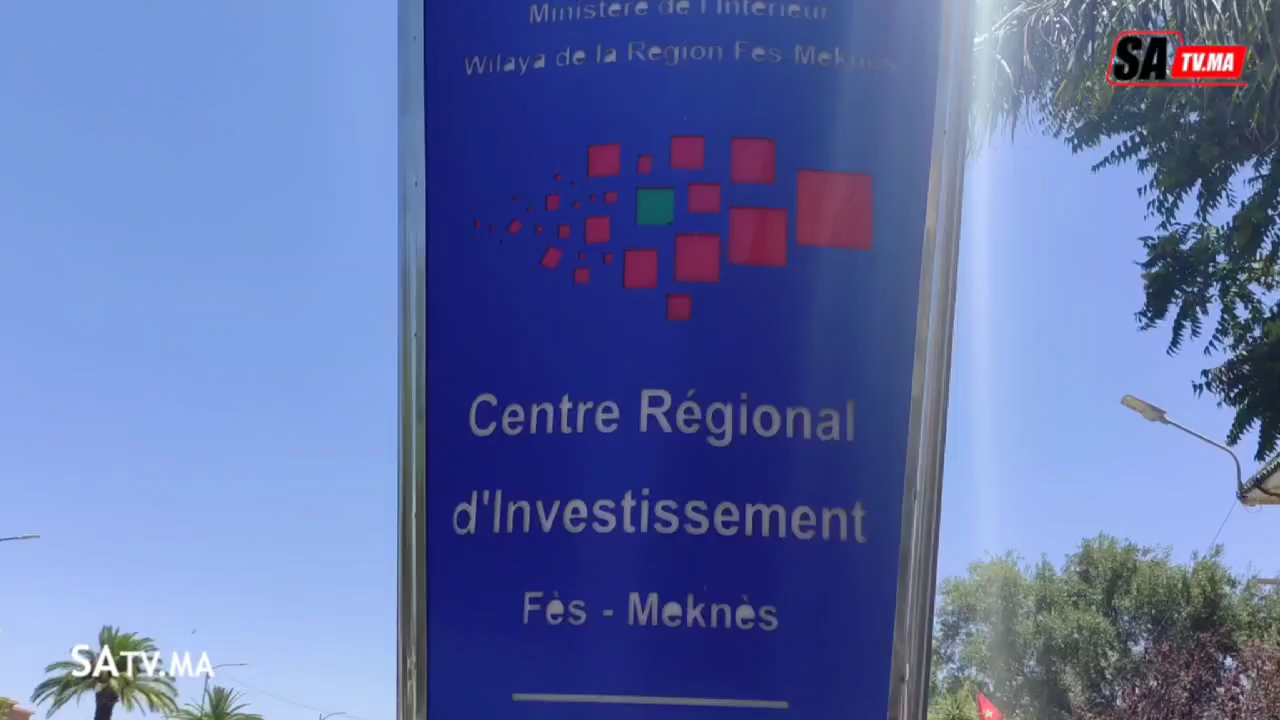 Ministère de l'Intérieur
Wilaya de la Région Fès-Meknès
SA TV.MA
Centre Régional
d'Investissement
Fès - Meknès
SATV.MA